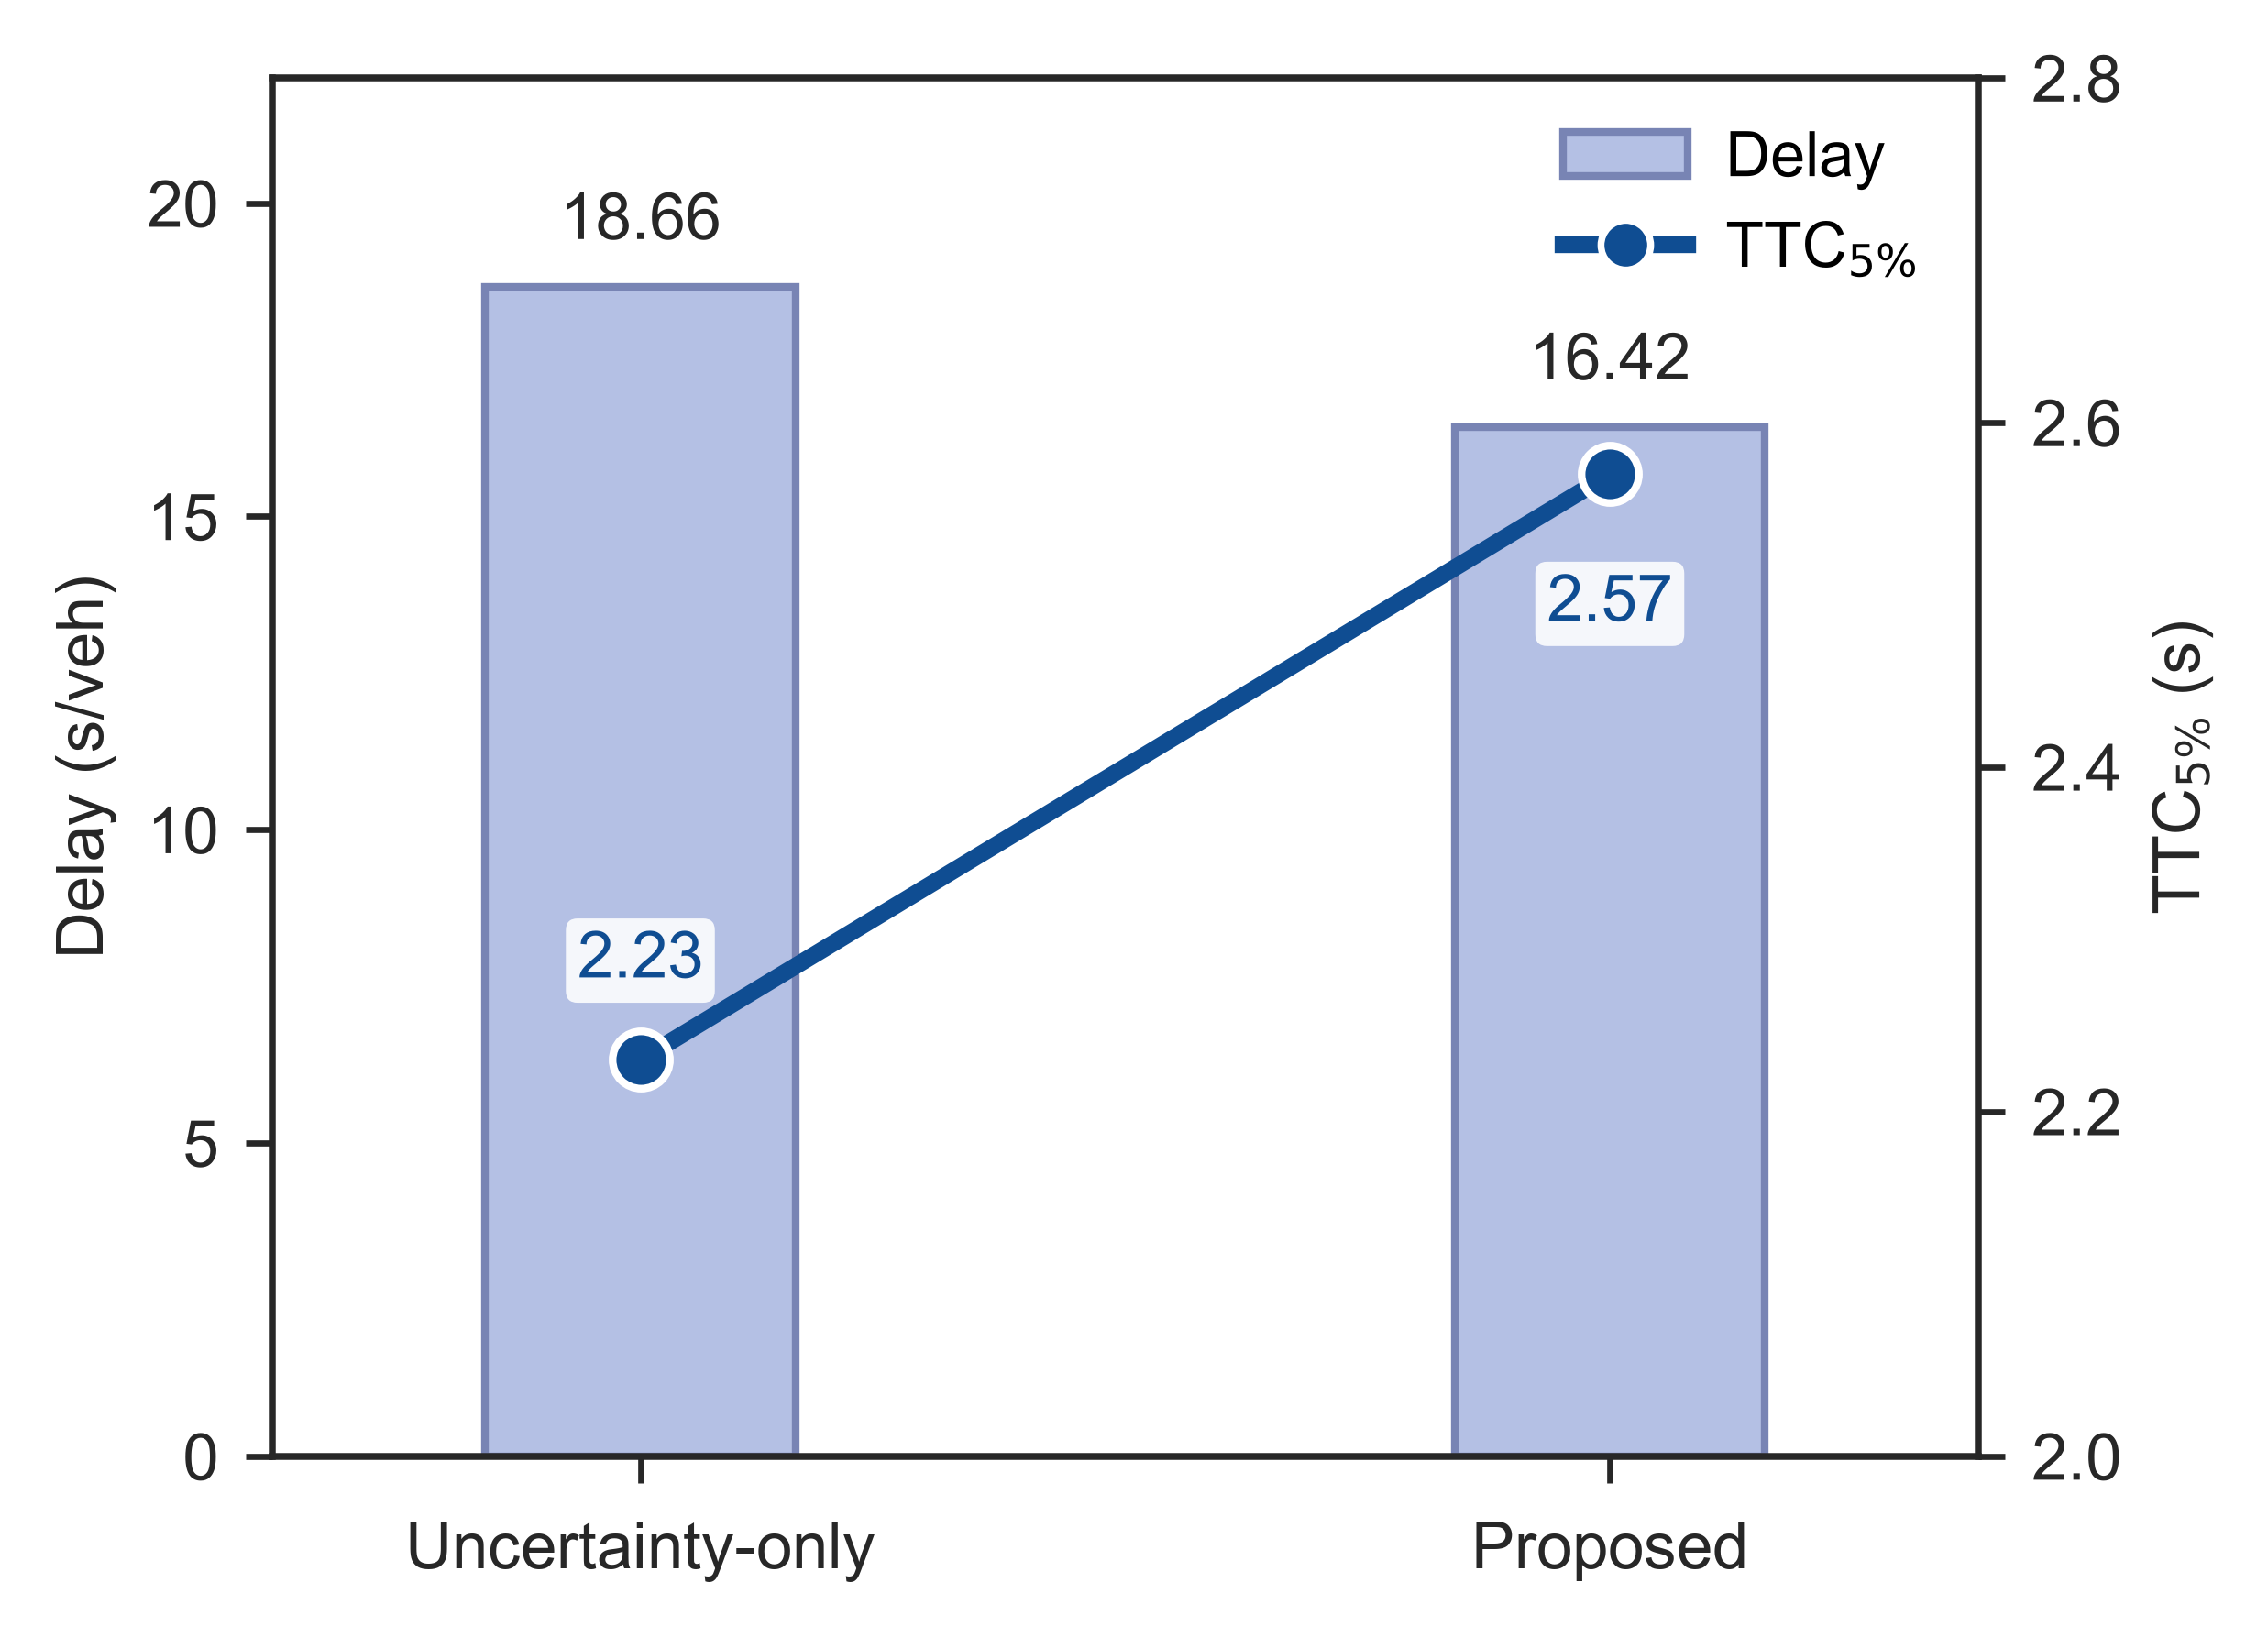 Delay
TTC5%
18.66
16.42
2.57
2.23
20
15
10
5
0
Delay (s/veh)
2.8
2.6
2.4
2.2
2.0
TTC5% (s)
Uncertainty-only
Proposed